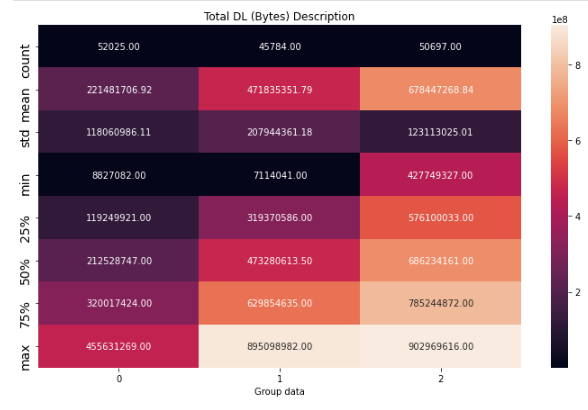 Total DL (Bytes) Description
1e8
count 52025.00 45784.00 50697.00
mean 221481706.92 471835351.79 678447268.84
8
std 118060986.11 207944361.18 123113025.01
6
min 8827082.00 7114041.00 427749327.00
25% 119249921.00 319370586.00 576100033.00
4
50% 212528747.00 473280613.50 686234161.00
75% 320017424.00 629854635.00 785244872.00
2
max 455631269.00 895098982.00 902969616.00
0 1 2
Group data